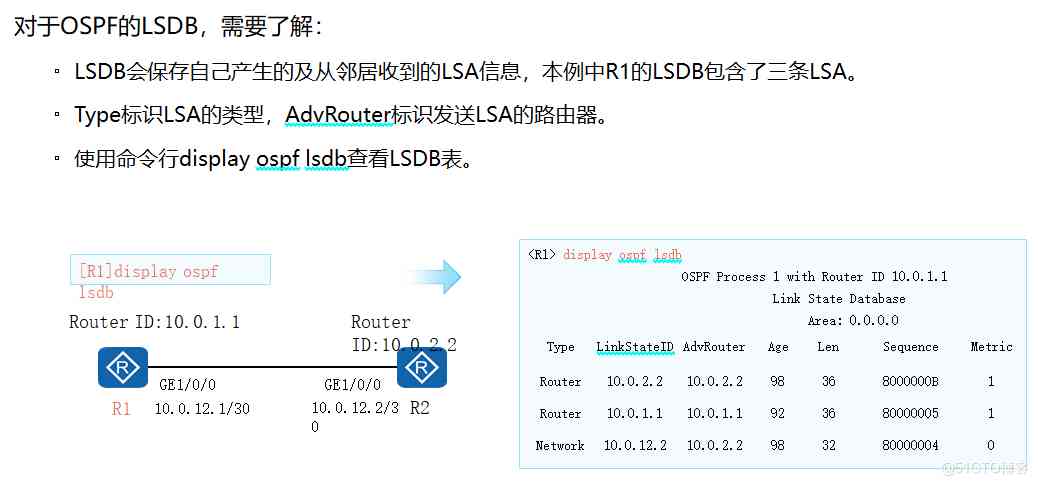 对于OSPF的LSDB，需要了解：
▫ LSDB会保存自己产生的及从邻居收到的LSA信息，本例中R1的LSDB包含了三条LSA。
▫ Type标识LSA的类型，AdvRouter标识发送LSA的路由器。
▫ 使用命令行display ospf lsdb查看LSDB表。
[R1]display ospf
lsdb
Router ID:10.0.1.1
Router
ID:10.0.2.2
R
R
GE1/0/0
GE1/0/0
R1
10.0.12.1/30
10.0.12.2/3
0
R2
<R1> display ospf lsdb
OSPF Process 1 with Router ID 10.0.1.1
Link State Database
Area: 0.0.0.0
Type LinkStateID AdvRouter Age Len Sequence Metric
Router 10.0.2.2 10.0.2.2 98 36 8000000B 1
Router 10.0.1.1 10.0.1.1 92 36 80000005 1
Network 10.0.12.2 10.0.2.2 98 32 80000004 0
@51CTO博客